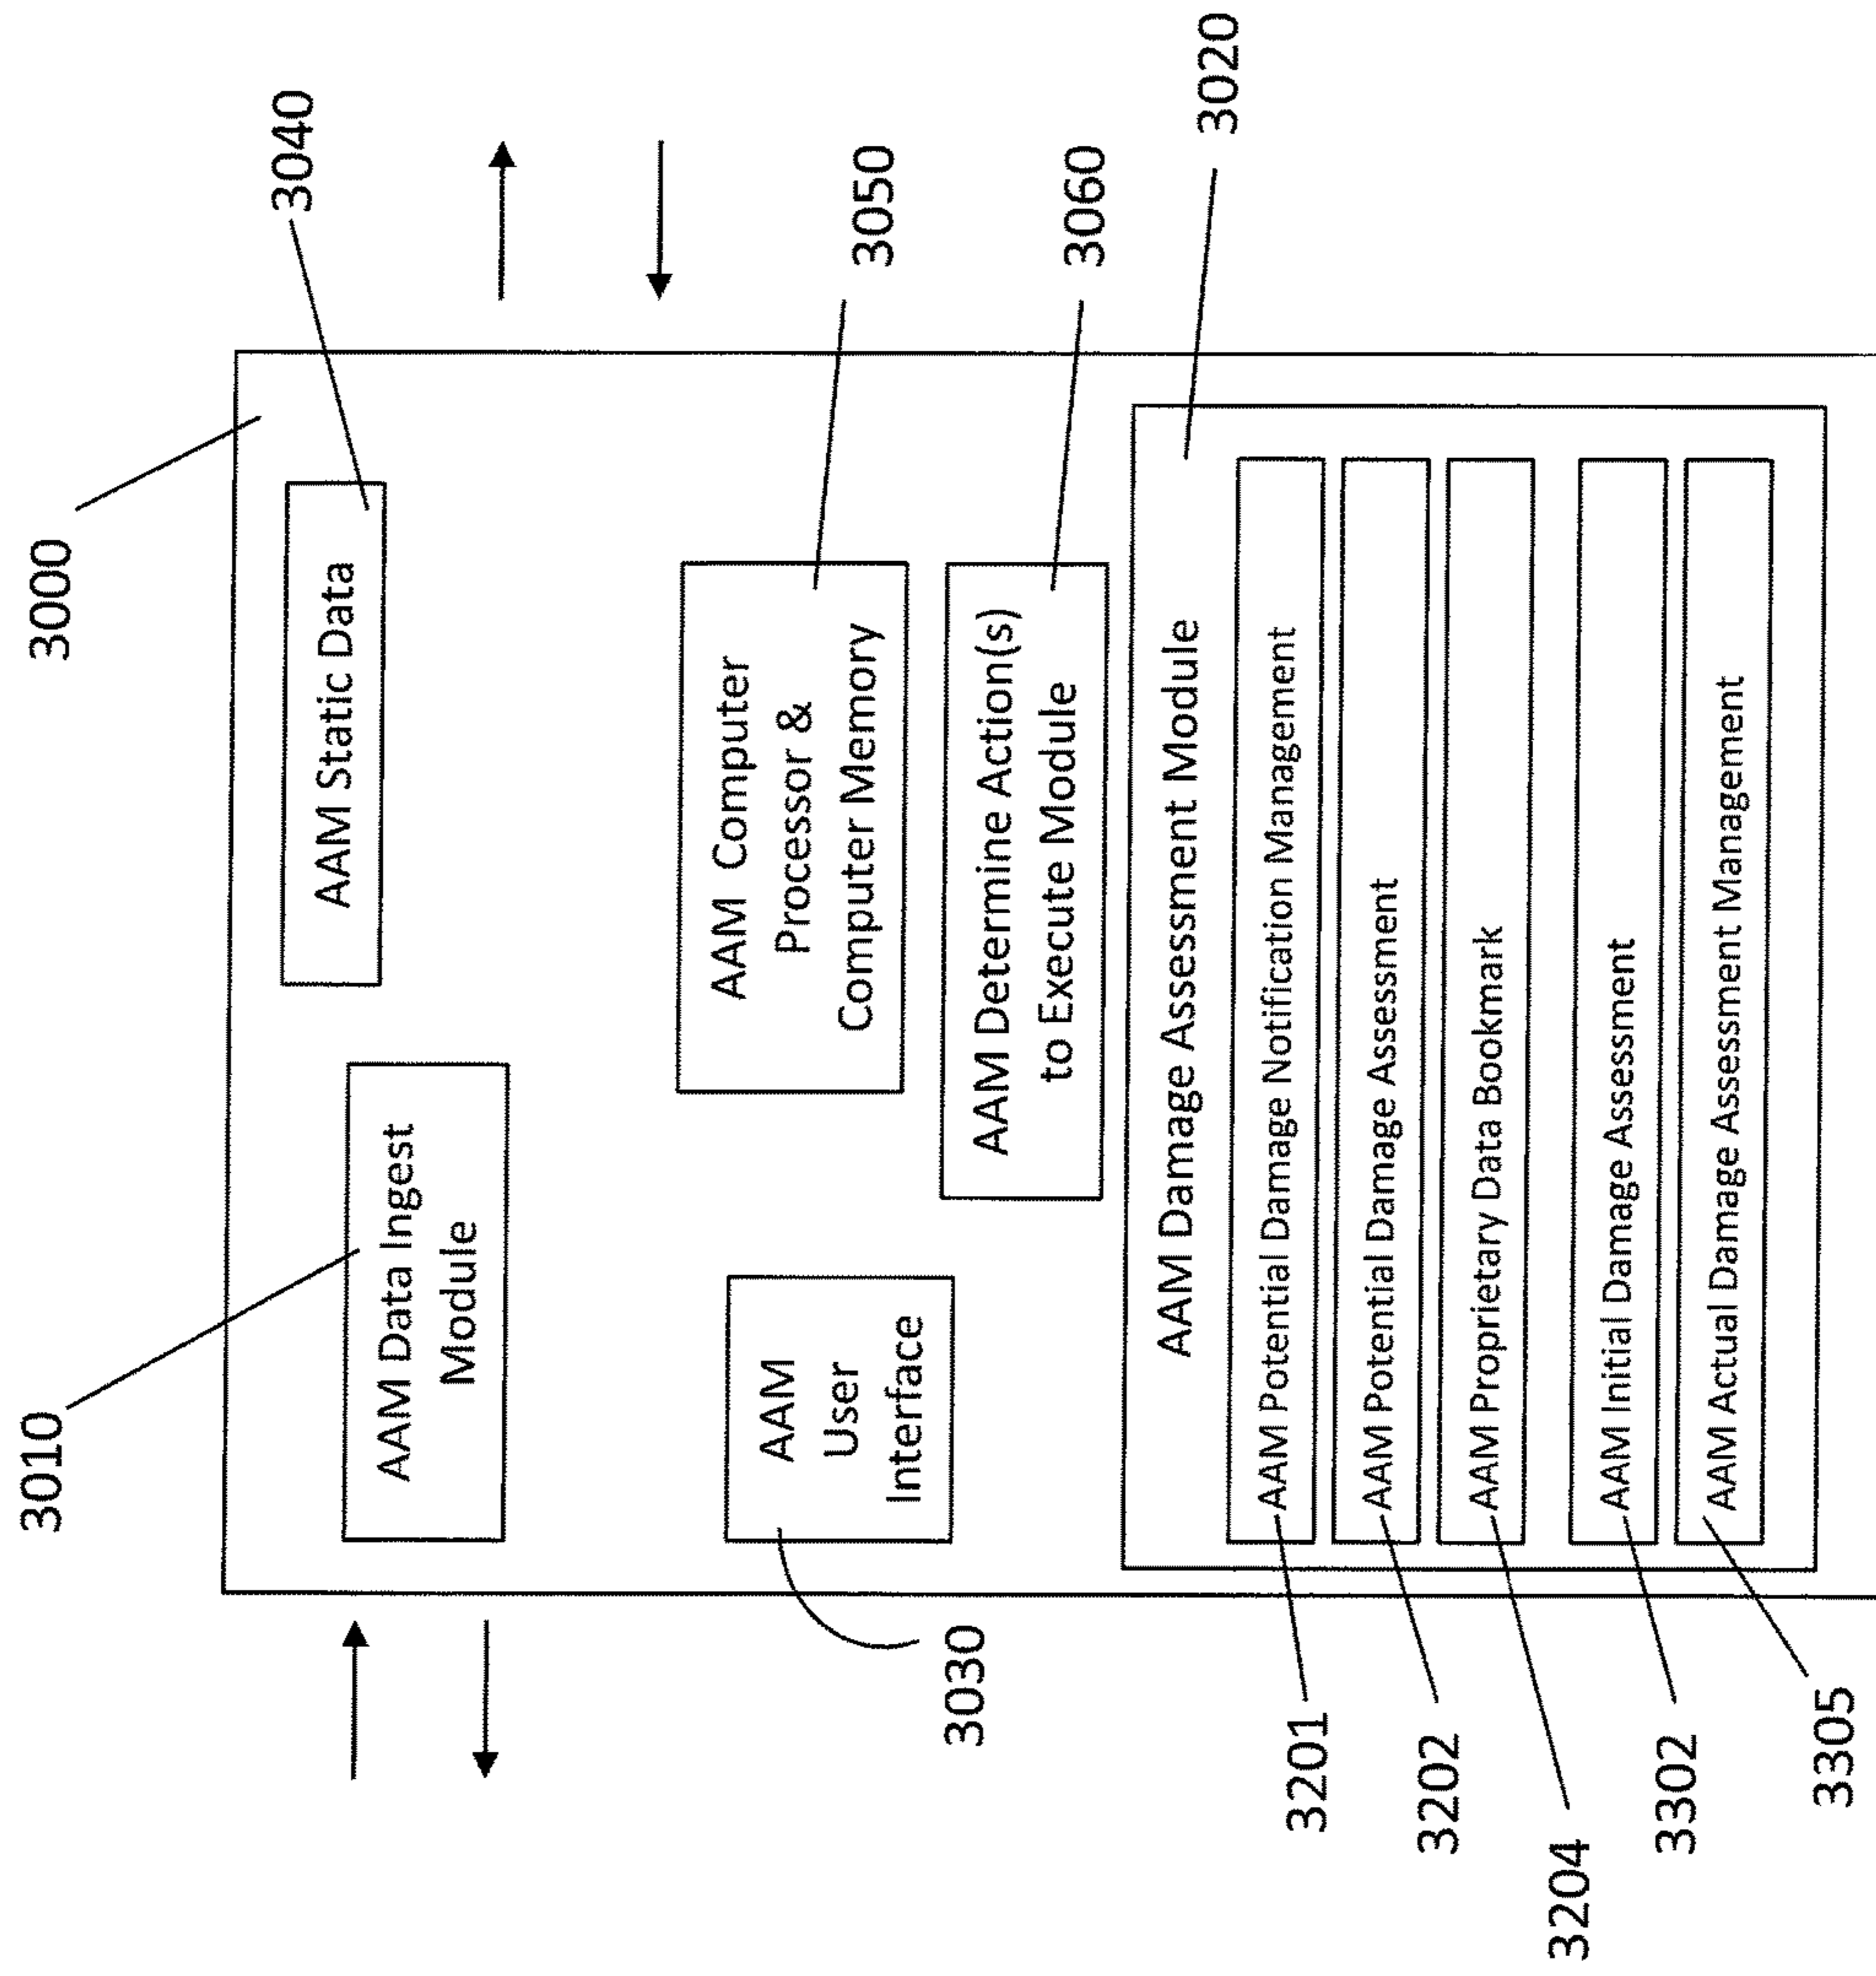 3000
3010
3040
AAM Static Data
AAM Data Ingest
Module
AAM
User
Interface
3030
AAM Computer
Processor &
Computer Memory
3050
AAM Determine Action(s)
to Execute Module
3060
AAM Damage Assessment Module
3020
AAM Potential Damage Notification Management
3201
AAM Potential Damage Assessment
3202
AAM Proprietary Data Bookmark
3204
AAM Initial Damage Assessment
3302
AAM Actual Damage Assessment Management
3305